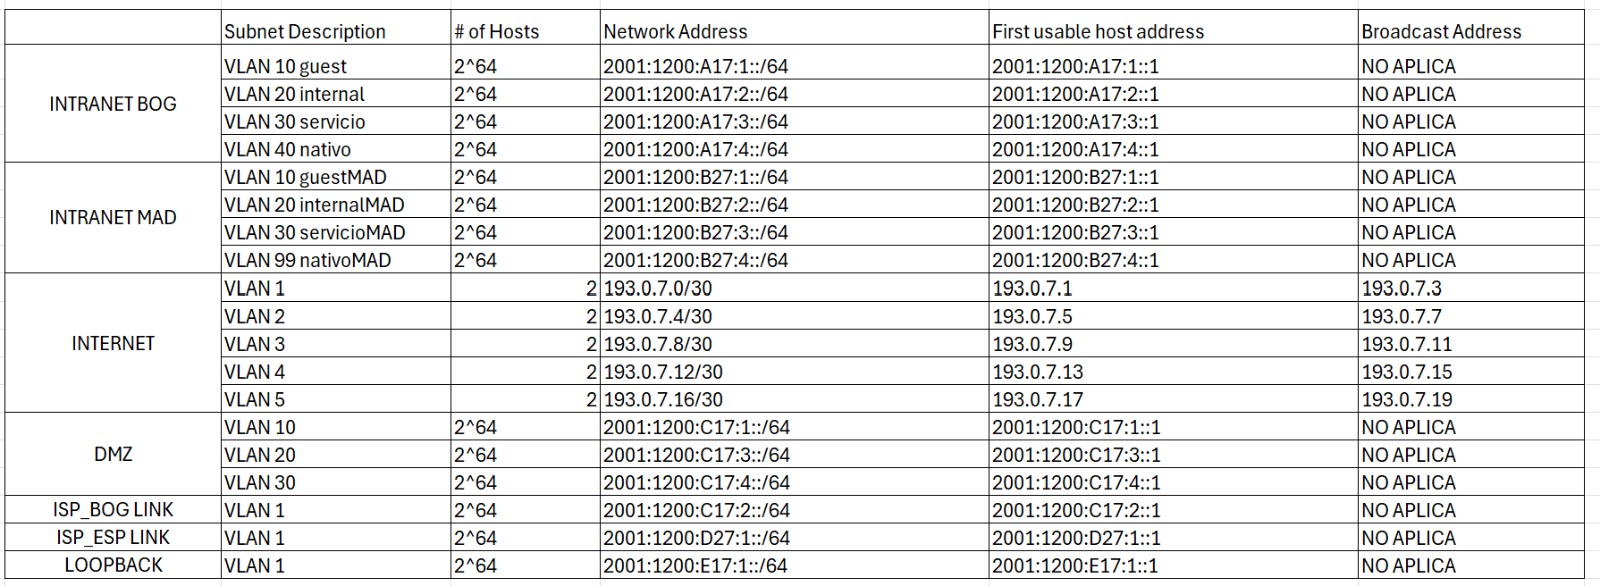 Subnet Description # of Hosts Network Address First usable host address Broadcast Address
INTRANET BOG
VLAN 10 guest 2^64 2001:1200:A17:1::/64 2001:1200:A17:1::1 NO APLICA
VLAN 20 internal 2^64 2001:1200:A17:2::/64 2001:1200:A17:2::1 NO APLICA
VLAN 30 servicio 2^64 2001:1200:A17:3::/64 2001:1200:A17:3::1 NO APLICA
VLAN 40 nativo 2^64 2001:1200:A17:4::/64 2001:1200:A17:4::1 NO APLICA
INTRANET MAD
VLAN 10 guestMAD 2^64 2001:1200:B27:1::/64 2001:1200:B27:1::1 NO APLICA
VLAN 20 internalMAD 2^64 2001:1200:B27:2::/64 2001:1200:B27:2::1 NO APLICA
VLAN 30 servicioMAD 2^64 2001:1200:B27:3::/64 2001:1200:B27:3::1 NO APLICA
VLAN 99 nativoMAD 2^64 2001:1200:B27:4::/64 2001:1200:B27:4::1 NO APLICA
INTERNET
VLAN 1 2 193.0.7.0/30 193.0.7.1 193.0.7.3
VLAN 2 2 193.0.7.4/30 193.0.7.5 193.0.7.7
VLAN 3 2 193.0.7.8/30 193.0.7.9 193.0.7.11
VLAN 4 2 193.0.7.12/30 193.0.7.13 193.0.7.15
VLAN 5 2 193.0.7.16/30 193.0.7.17 193.0.7.19
DMZ
VLAN 10 2^64 2001:1200:C17:1::/64 2001:1200:C17:1::1 NO APLICA
VLAN 20 2^64 2001:1200:C17:3::/64 2001:1200:C17:3::1 NO APLICA
VLAN 30 2^64 2001:1200:C17:4::/64 2001:1200:C17:4::1 NO APLICA
ISP_BOG LINK VLAN 1 2^64 2001:1200:C17:2::/64 2001:1200:C17:2::1 NO APLICA
ISP_ESP LINK VLAN 1 2^64 2001:1200:D27:1::/64 2001:1200:D27:1::1 NO APLICA
LOOPBACK VLAN 1 2^64 2001:1200:E17:1::/64 2001:1200:E17:1::1 NO APLICA